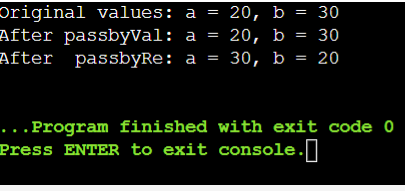 Original values: a = 20, b = 30
After passbyVal: a = 20, b = 30
After  passbyRe: a = 30, b = 20
...Program finished with exit code 0
Press ENTER to exit console.